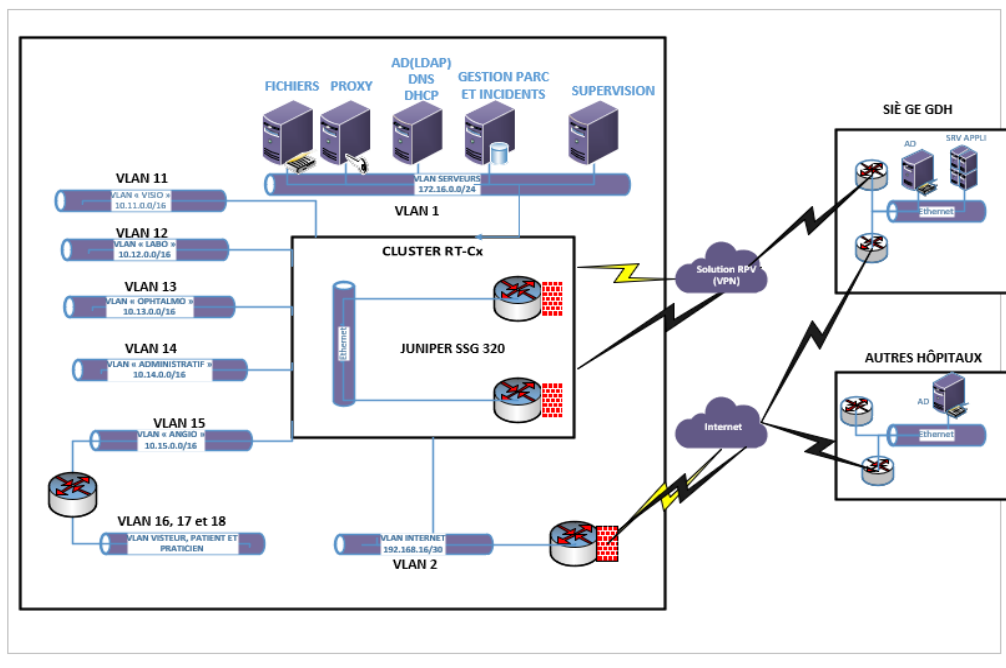 FICHIERS
PROXY
AD(LDAP)
DNS
DHCP
GESTION PARC
ET INCIDENTS
SUPERVISION
VLAN SERVEURS
172.16.0.0/24
VLAN 1
VLAN 11
VLAN « VISIO »
10.11.0.0/16
VLAN 12
VLAN « LABO »
10.12.0.0/16
VLAN 13
VLAN « OPHTALMO »
10.13.0.0/16
VLAN 14
VLAN « ADMINISTRATIF »
10.14.0.0/16
VLAN 15
VLAN « ANGIO »
10.15.0.0/16
VLAN 16, 17 et 18
VLAN VISTEUR, PATIENT ET
PRATICIEN
CLUSTER RT-Cx
Ethernet
JUNIPER SSG 320
VLAN INTERNET
192.168.16/30
VLAN 2
Solution RPV
(VPN)
Internet
SIÈ GE GDH
AD
SRV APPLI
Ethernet
AUTRES HÔPITAUX
AD
Ethernet